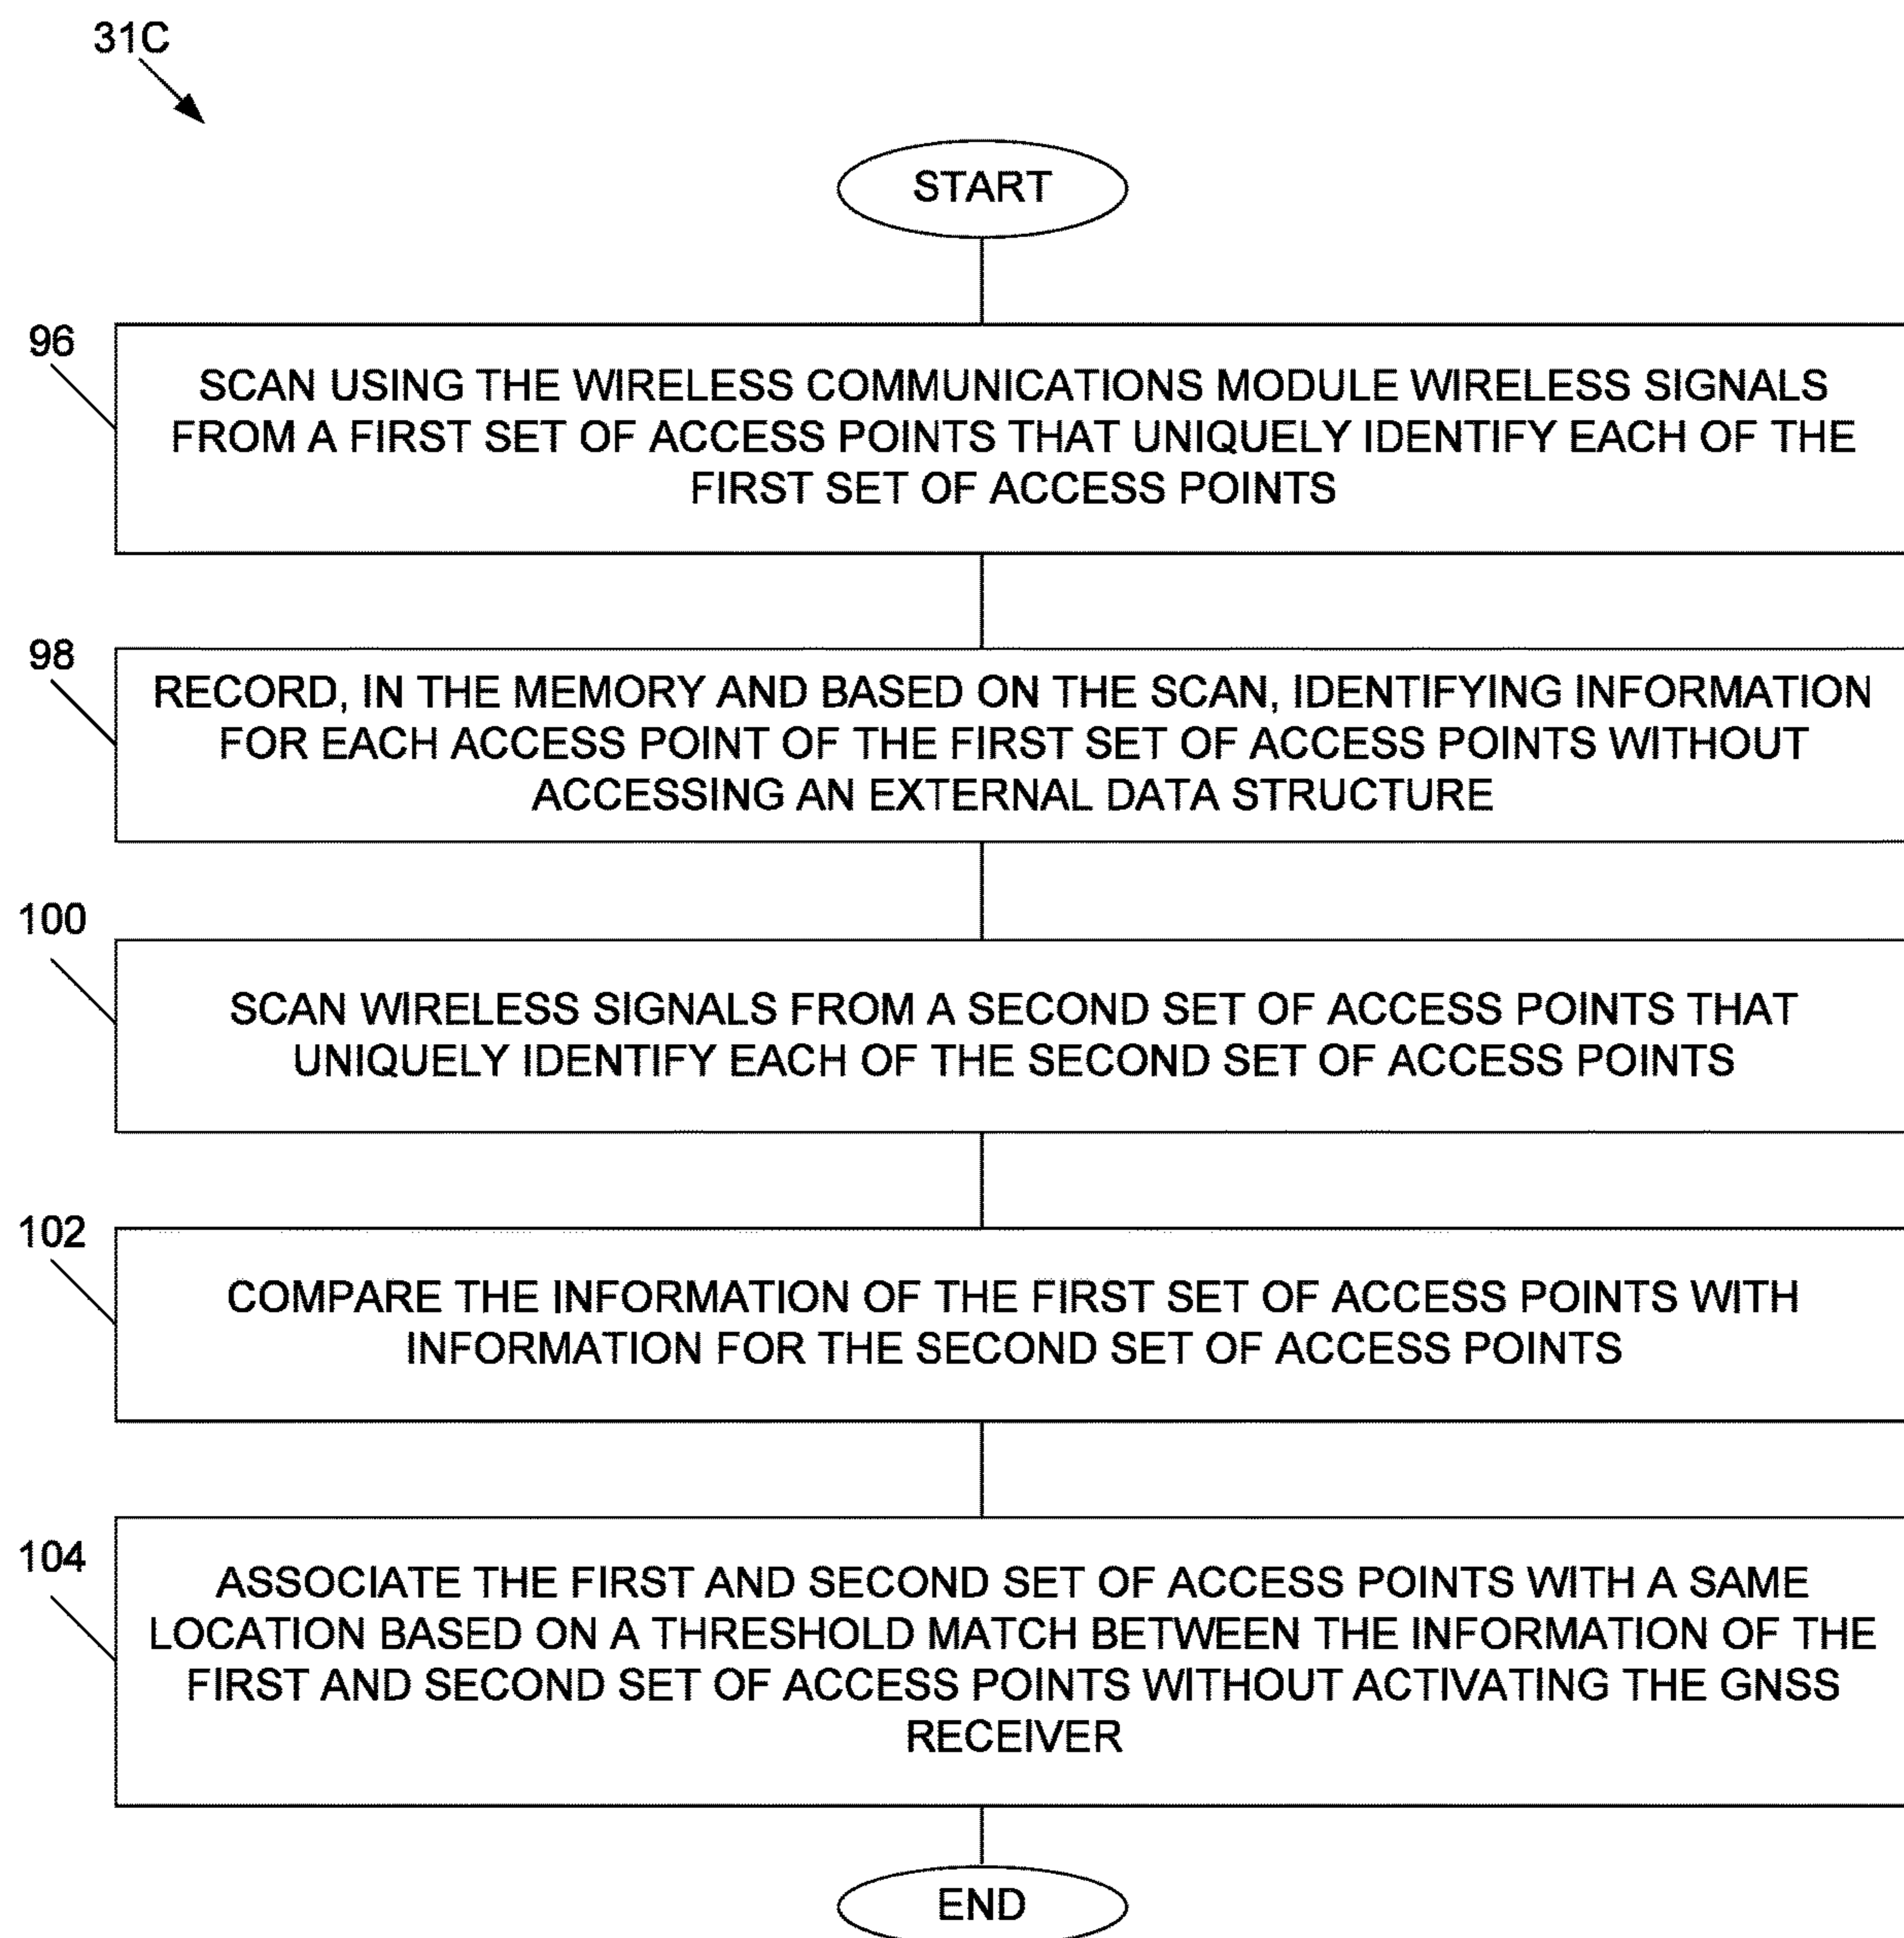 31C
START
96
SCAN USING THE WIRELESS COMMUNICATIONS MODULE WIRELESS SIGNALS
FROM A FIRST SET OF ACCESS POINTS THAT UNIQUELY IDENTIFY EACH OF THE
FIRST SET OF ACCESS POINTS
98
RECORD, IN THE MEMORY AND BASED ON THE SCAN, IDENTIFYING INFORMATION
FOR EACH ACCESS POINT OF THE FIRST SET OF ACCESS POINTS WITHOUT
ACCESSING AN EXTERNAL DATA STRUCTURE
100
SCAN WIRELESS SIGNALS FROM A SECOND SET OF ACCESS POINTS THAT
UNIQUELY IDENTIFY EACH OF THE SECOND SET OF ACCESS POINTS
102
COMPARE THE INFORMATION OF THE FIRST SET OF ACCESS POINTS WITH
INFORMATION FOR THE SECOND SET OF ACCESS POINTS
104
ASSOCIATE THE FIRST AND SECOND SET OF ACCESS POINTS WITH A SAME
LOCATION BASED ON A THRESHOLD MATCH BETWEEN THE INFORMATION OF THE
FIRST AND SECOND SET OF ACCESS POINTS WITHOUT ACTIVATING THE GNSS
RECEIVER
END